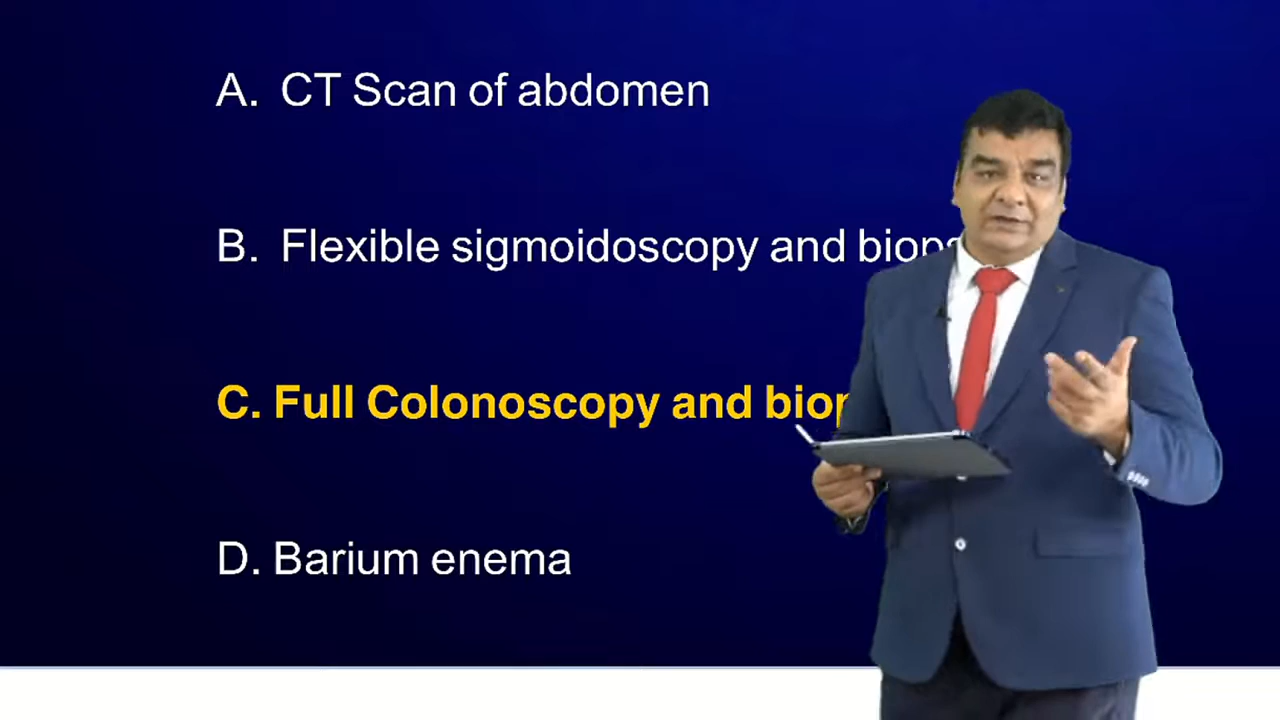 A. CT Scan of abdomen
B. Flexible sigmoidoscopy and
C. Full Colonoscopy and
D. Barium enema